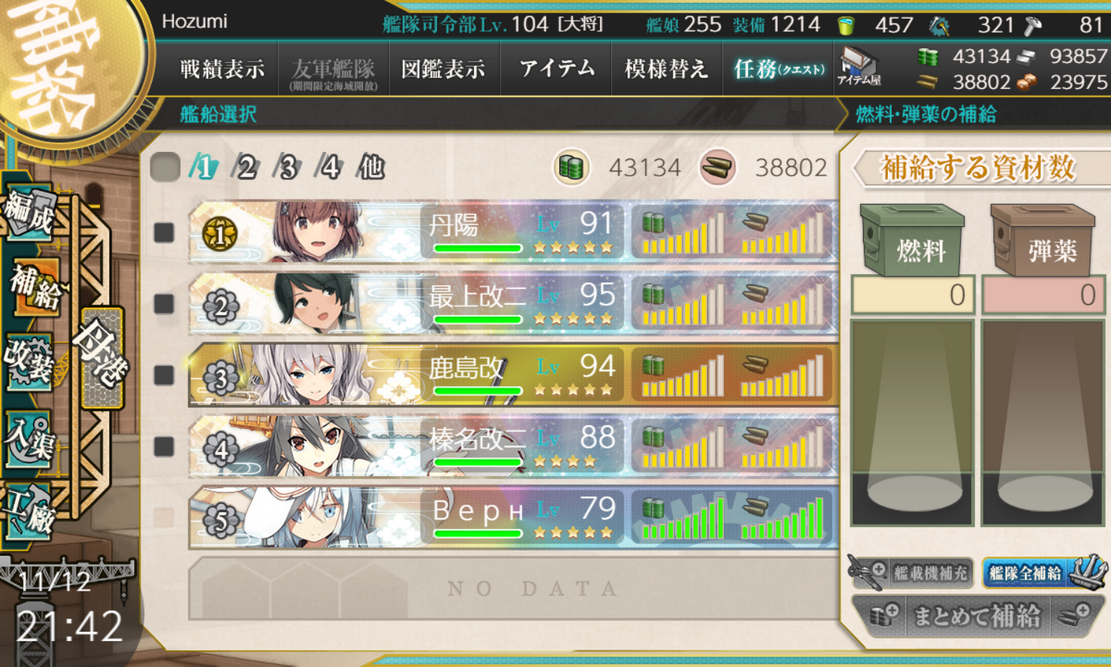 補給
Hozumi
艦隊司令部Lv. 104 [大将]
艦娘 255 装備 1214
457
321
81
戦績表示
友軍艦隊
(期間限定海域開放)
図鑑表示
アイテム
模様替え
任務(クエスト)
アイテム屋
43134
93857
38802
23975
艦船選択
燃料・弾薬の補給
1 2 3 4 他
43134
38802
補給する資材数
編成
補給
改装
入渠
工廠
母港
1 丹陽 Lv 91
2 最上改二 Lv 95
3 鹿島改 Lv 94
4 榛名改二 Lv 88
5 Верн Lv 79
NO DATA
燃料
弾薬
0
0
艦載機補充
艦隊全補給
まとめて補給
11/12
21:42